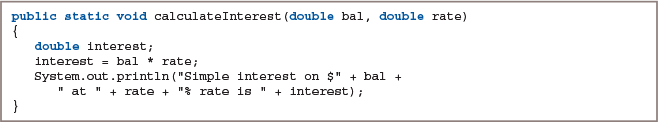 public static void calculateInterest(double bal, double rate)
{
   double interest;
   interest = bal * rate;
   System.out.println("Simple interest on $" + bal +
      " at " + rate + "% rate is " + interest);
}